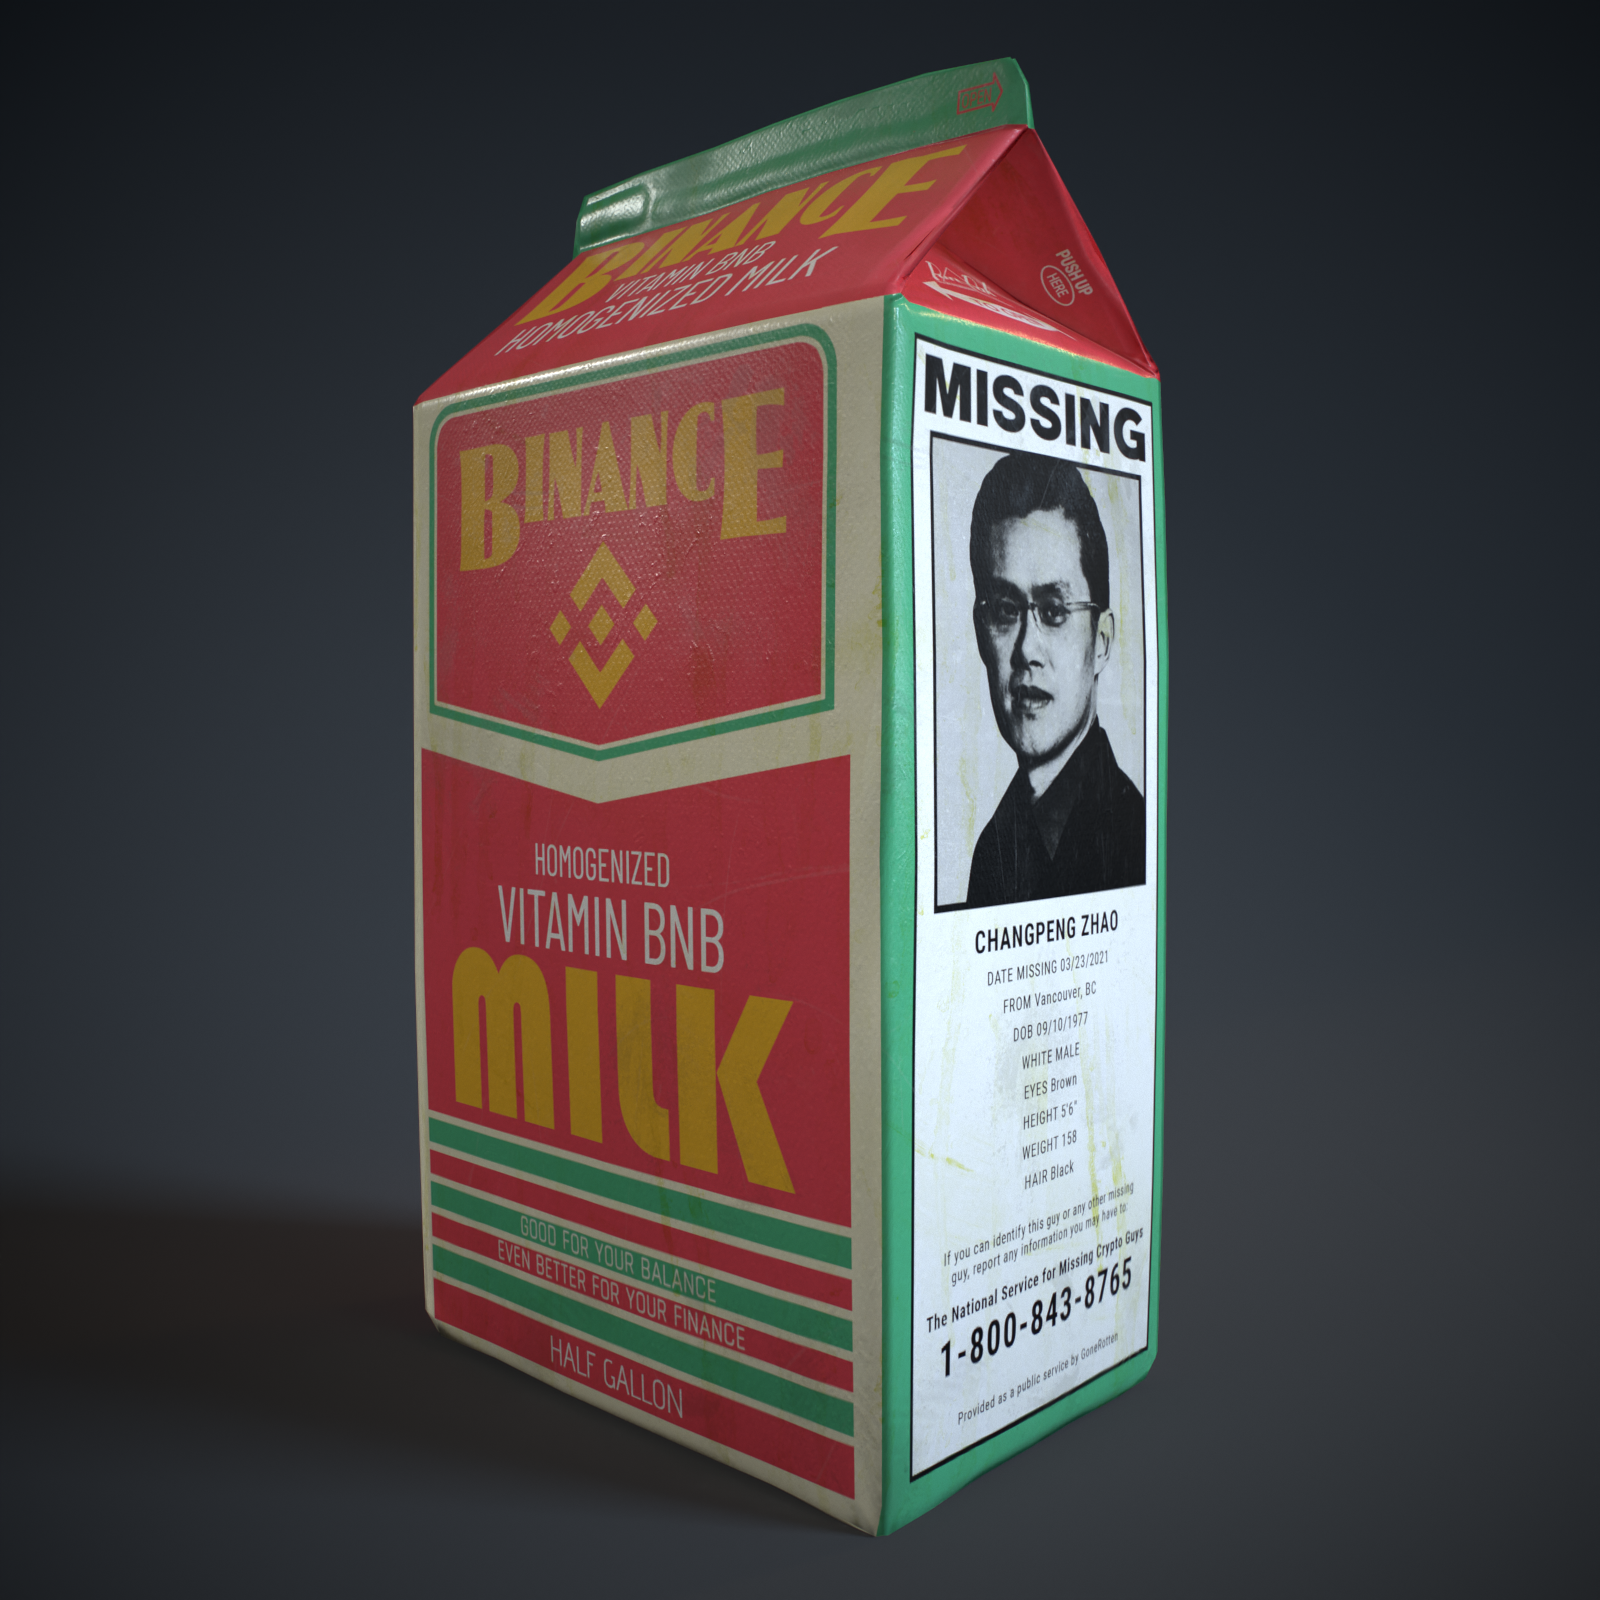 OPEN
BINANCE
VITAMIN BNB
HOMOGENIZED MILK
PUSH UP
HERE
BINANCE
HOMOGENIZED
VITAMIN BNB
MILK
GOOD FOR YOUR BALANCE
EVEN BETTER FOR YOUR FINANCE
HALF GALLON
MISSING
CHANGPENG ZHAO
DATE MISSING 03/23/2021
FROM Vancouver, BC
DOB 09/10/1977
WHITE MALE
EYES Brown
HEIGHT 5'6"
WEIGHT 158
HAIR Black
If you can identify this guy or any other missing
guy, report any information you may have to:
The National Service for Missing Crypto Guys
1-800-843-8765
Provided as a public service by GoneRotten